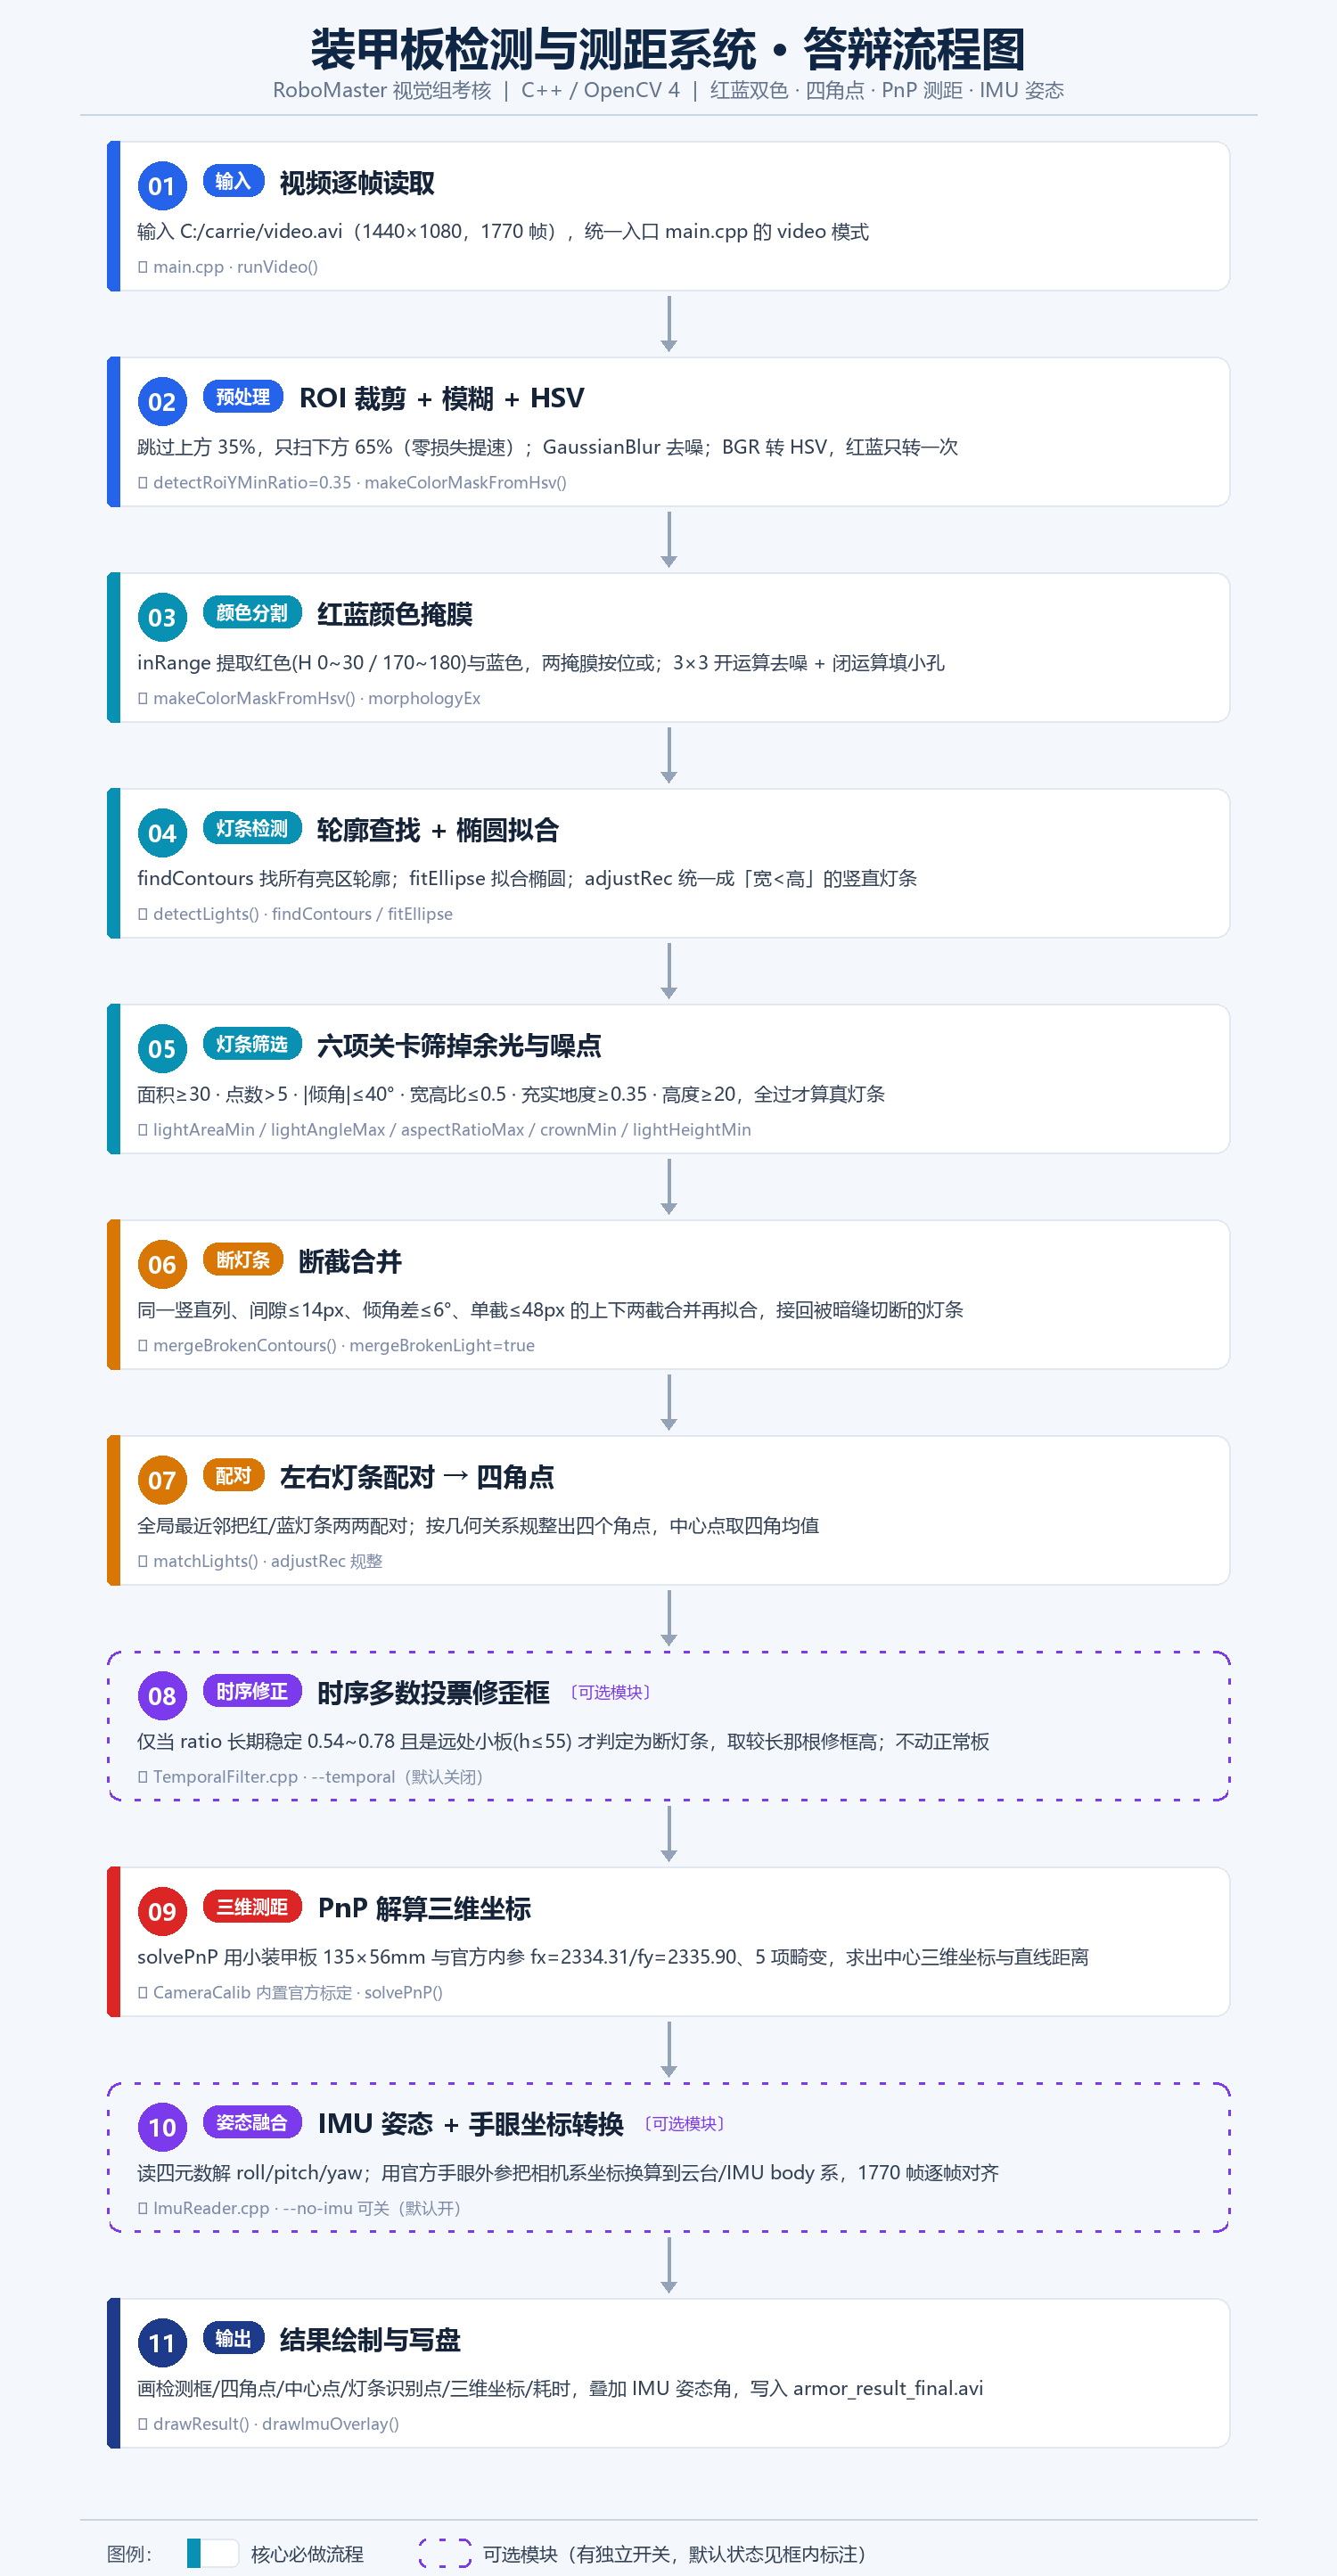 装甲板检测与测距系统 • 答辩流程图
RoboMaster 视觉组考核 | C++ / OpenCV 4 | 红蓝双色 · 四角点 · PnP 测距 · IMU 姿态
01 输入 视频逐帧读取
输入 C:/carrie/video.avi（1440×1080，1770 帧），统一入口 main.cpp 的 video 模式
▯ main.cpp · runVideo()
02 预处理 ROI 裁剪 + 模糊 + HSV
跳过上方 35%，只扫下方 65%（零损失提速）；GaussianBlur 去噪；BGR 转 HSV，红蓝只转一次
▯ detectRoiYMinRatio=0.35 · makeColorMaskFromHsv()
03 颜色分割 红蓝颜色掩膜
inRange 提取红色(H 0~30 / 170~180)与蓝色，两掩膜按位或；3×3 开运算去噪 + 闭运算填小孔
▯ makeColorMaskFromHsv() · morphologyEx
04 灯条检测 轮廓查找 + 椭圆拟合
findContours 找所有亮区轮廓；fitEllipse 拟合椭圆；adjustRec 统一成「宽<高」的竖直灯条
▯ detectLights() · findContours / fitEllipse
05 灯条筛选 六项关卡筛掉余光与噪点
面积≥30 · 点数>5 · |倾角|≤40° · 宽高比≤0.5 · 充实地度≥0.35 · 高度≥20，全过才算真灯条
▯ lightAreaMin / lightAngleMax / aspectRatioMax / crownMin / lightHeightMin
06 断灯条 断截合并
同一竖直列、间隙≤14px、倾角差≤6°、单截≤48px 的上下两截合并再拟合，接回被暗缝切断的灯条
▯ mergeBrokenContours() · mergeBrokenLight=true
07 配对 左右灯条配对 → 四角点
全局最近邻把红/蓝灯条两两配对；按几何关系规整出四个角点，中心点取四角均值
▯ matchLights() · adjustRec 规整
08 时序修正 时序多数投票修歪框 〔可选模块〕
仅当 ratio 长期稳定 0.54~0.78 且是远处小板(h≤55) 才判定为断灯条，取较长那根修框高；不动正常板
▯ TemporalFilter.cpp · --temporal（默认关闭）
09 三维测距 PnP 解算三维坐标
solvePnP 用小装甲板 135×56mm 与官方内参 fx=2334.31/fy=2335.90、5 项畸变，求出中心三维坐标与直线距离
▯ CameraCalib 内置官方标定 · solvePnP()
10 姿态融合 IMU 姿态 + 手眼坐标转换 〔可选模块〕
读四元数解 roll/pitch/yaw；用官方手眼外参把相机系坐标换算到云台/IMU body 系，1770 帧逐帧对齐
▯ ImuReader.cpp · --no-imu 可关（默认开）
11 输出 结果绘制与写盘
画检测框/四角点/中心点/灯条识别点/三维坐标/耗时，叠加 IMU 姿态角，写入 armor_result_final.avi
▯ drawResult() · drawImuOverlay()
图例： 核心必做流程 可选模块（有独立开关，默认状态见框内标注）